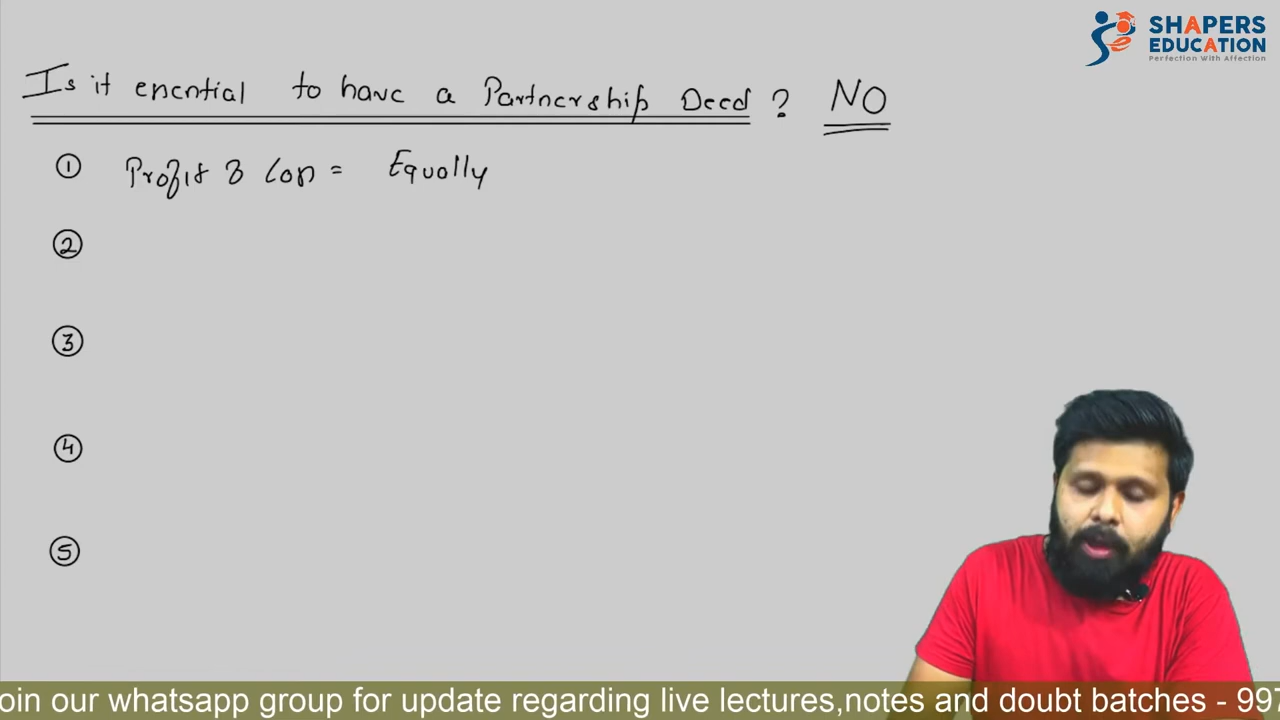 SHAPERS
EDUCATION
Perfection With Affection
Is it essential to have a Partnership Deed ? NO
① Profit & Loss = Equally
②
③
④
⑤
oin our whatsapp group for update regarding live lectures,notes and doubt batches - 997